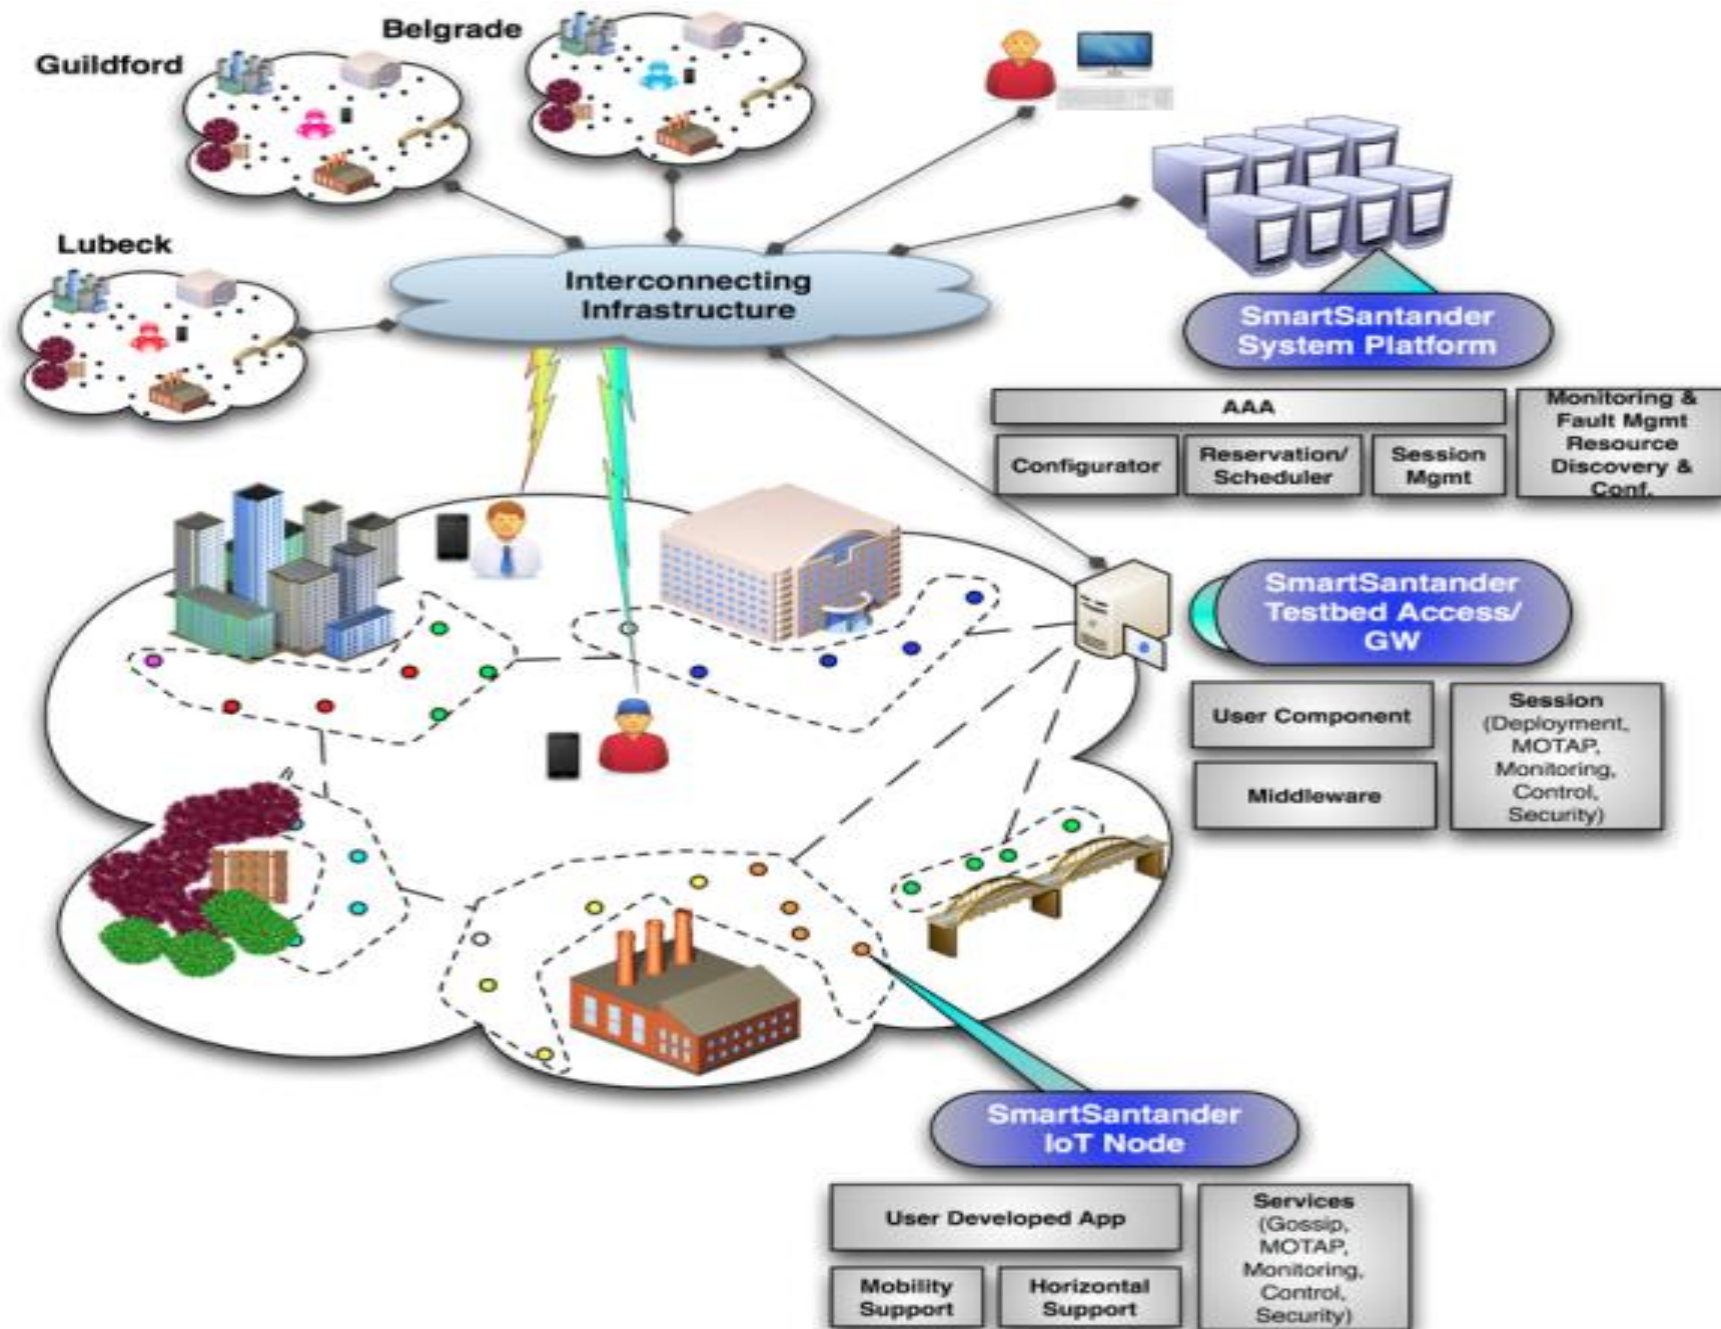 Belgrade
Guildford
Lubeck
Interconnecting
Infrastructure
SmartSantander
System Platform
AAA
Configurator
Reservation/
Scheduler
Session
Mgmt
Monitoring &
Fault Mgmt
Resource
Discovery &
Conf.
SmartSantander
Testbed Access/
GW
User Component
Middleware
Session
(Deployment,
MOTAP,
Monitoring,
Control,
Security)
SmartSantander
IoT Node
User Developed App
Mobility
Support
Horizontal
Support
Services
(Gossip,
MOTAP,
Monitoring,
Control,
Security)